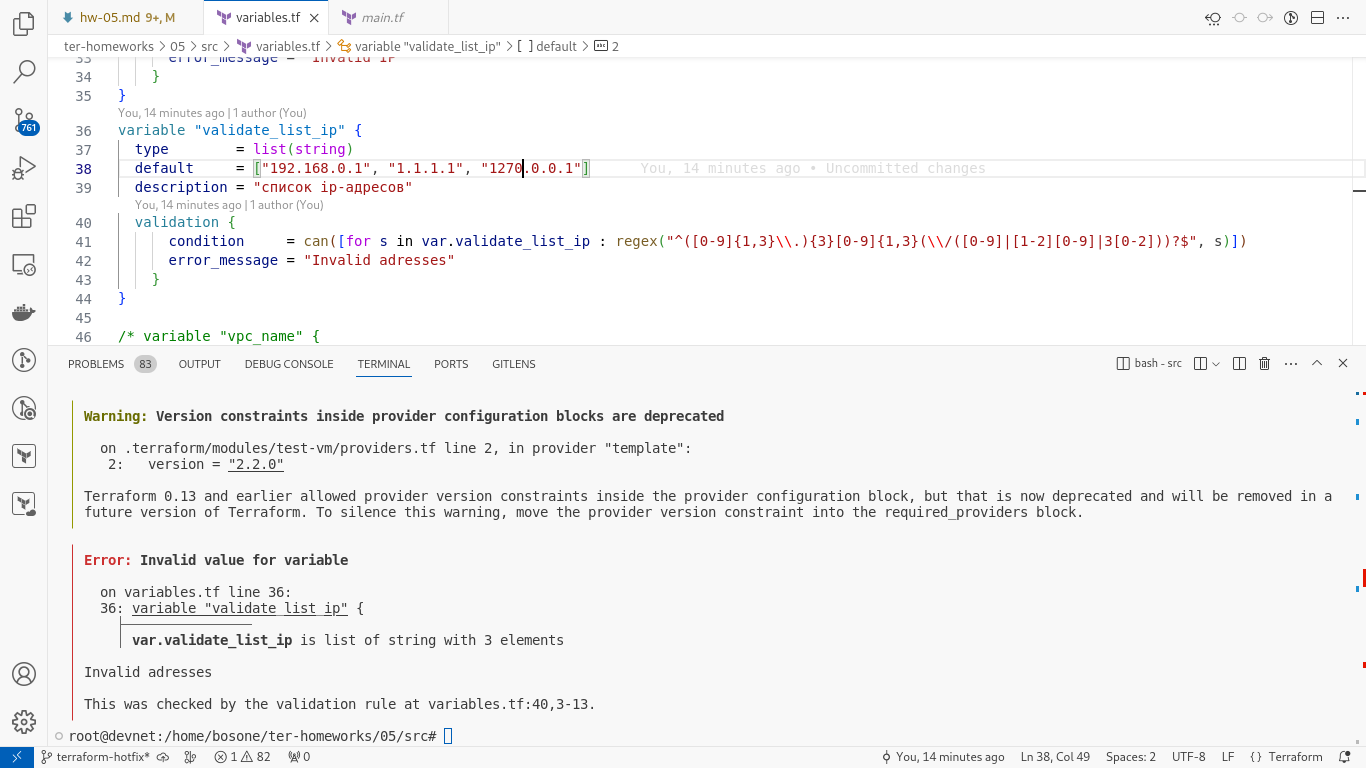 hw-05.md 9+, M
variables.tf
main.tf
ter-homeworks > 05 > src > variables.tf > variable "validate_list_ip" > [ ] default > 2
33 error_message = "Invalid IP"
34 }
35 }
You, 14 minutes ago | 1 author (You)
36 variable "validate_list_ip" {
37 type = list(string)
38 default = ["192.168.0.1", "1.1.1.1", "1270.0.0.1"] You, 14 minutes ago • Uncommitted changes
39 description = "список ip-адресов"
You, 14 minutes ago | 1 author (You)
40 validation {
41 condition = can([for s in var.validate_list_ip : regex("^([0-9]{1,3}\\.){3}[0-9]{1,3}(\\/([0-9]|[1-2][0-9]|3[0-2]))?$", s)])
42 error_message = "Invalid adresses"
43 }
44 }
45
46 /* variable "vpc_name" {
761
PROBLEMS 83 OUTPUT DEBUG CONSOLE TERMINAL PORTS GITLENS bash - src
Warning: Version constraints inside provider configuration blocks are deprecated
on .terraform/modules/test-vm/providers.tf line 2, in provider "template":
2: version = "2.2.0"
Terraform 0.13 and earlier allowed provider version constraints inside the provider configuration block, but that is now deprecated and will be removed in a
future version of Terraform. To silence this warning, move the provider version constraint into the required_providers block.
Error: Invalid value for variable
on variables.tf line 36:
36: variable "validate_list_ip" {
var.validate_list_ip is list of string with 3 elements
Invalid adresses
This was checked by the validation rule at variables.tf:40,3-13.
root@devnet:/home/bosone/ter-homeworks/05/src#
terraform-hotfix* 1 82 0 You, 14 minutes ago Ln 38, Col 49 Spaces: 2 UTF-8 LF { } Terraform